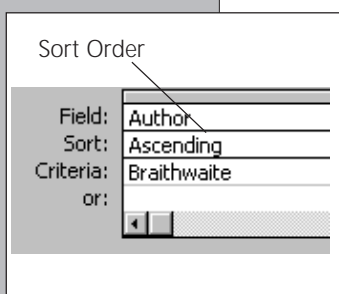 Sort Order
Field: Author
Sort: Ascending
Criteria: Braithwaite
or: